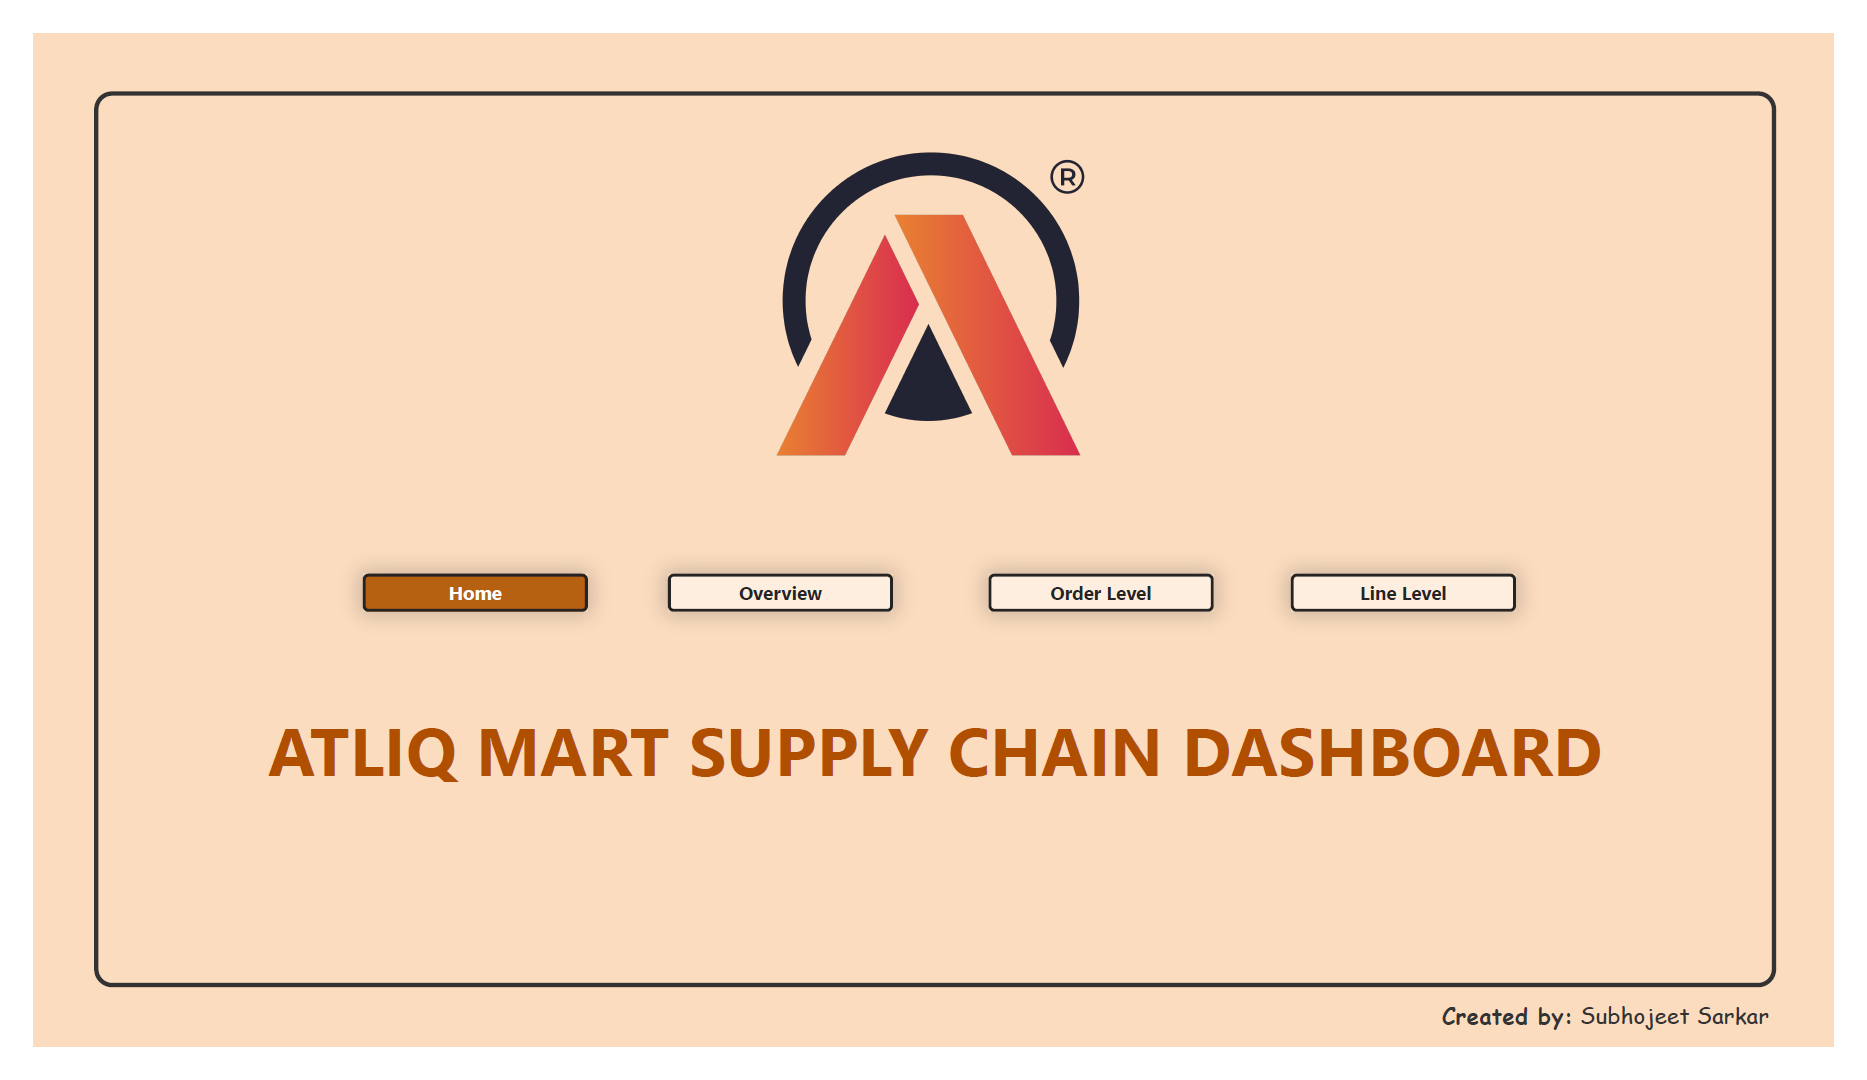 ®
Home
Overview
Order Level
Line Level
ATLIQ MART SUPPLY CHAIN DASHBOARD
Created by: Subhojeet Sarkar